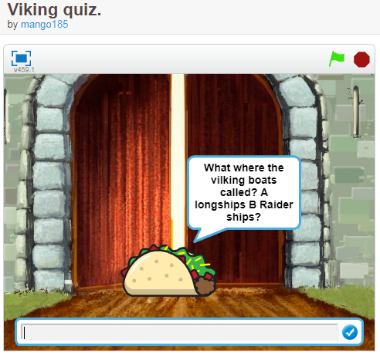 Viking quiz.
by mango185
v459.1
What where the
vilking boats
called? A
longships B Raider
ships?